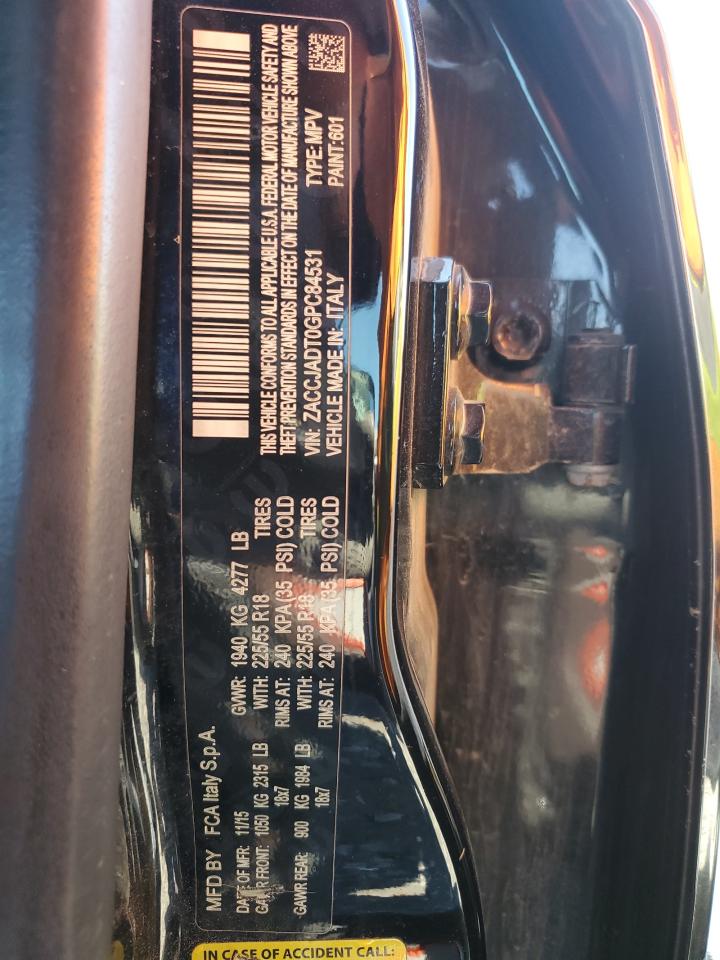 MFD BY FCA Italy S.p.A.
DATE OF MFR: 11/15 GVWR: 1940 KG 4277 LB
GAWR FRONT: 1050 KG 2315 LB WITH: 225/55 R18 TIRES
18x7 RIMS AT: 240 KPA(35 PSI) COLD
GAWR REAR: 900 KG 1984 LB WITH: 225/55 R18 TIRES
18x7 RIMS AT: 240 KPA(35 PSI) COLD
THIS VEHICLE CONFORMS TO ALL APPLICABLE U.S.A. FEDERAL MOTOR VEHICLE SAFETY AND
THEFT PREVENTION STANDARDS IN EFFECT ON THE DATE OF MANUFACTURE SHOWN ABOVE
VIN: ZACCJADT0GPC84531 TYPE: MPV
VEHICLE MADE IN: ITALY PAINT: 601
IN CASE OF ACCIDENT CALL: